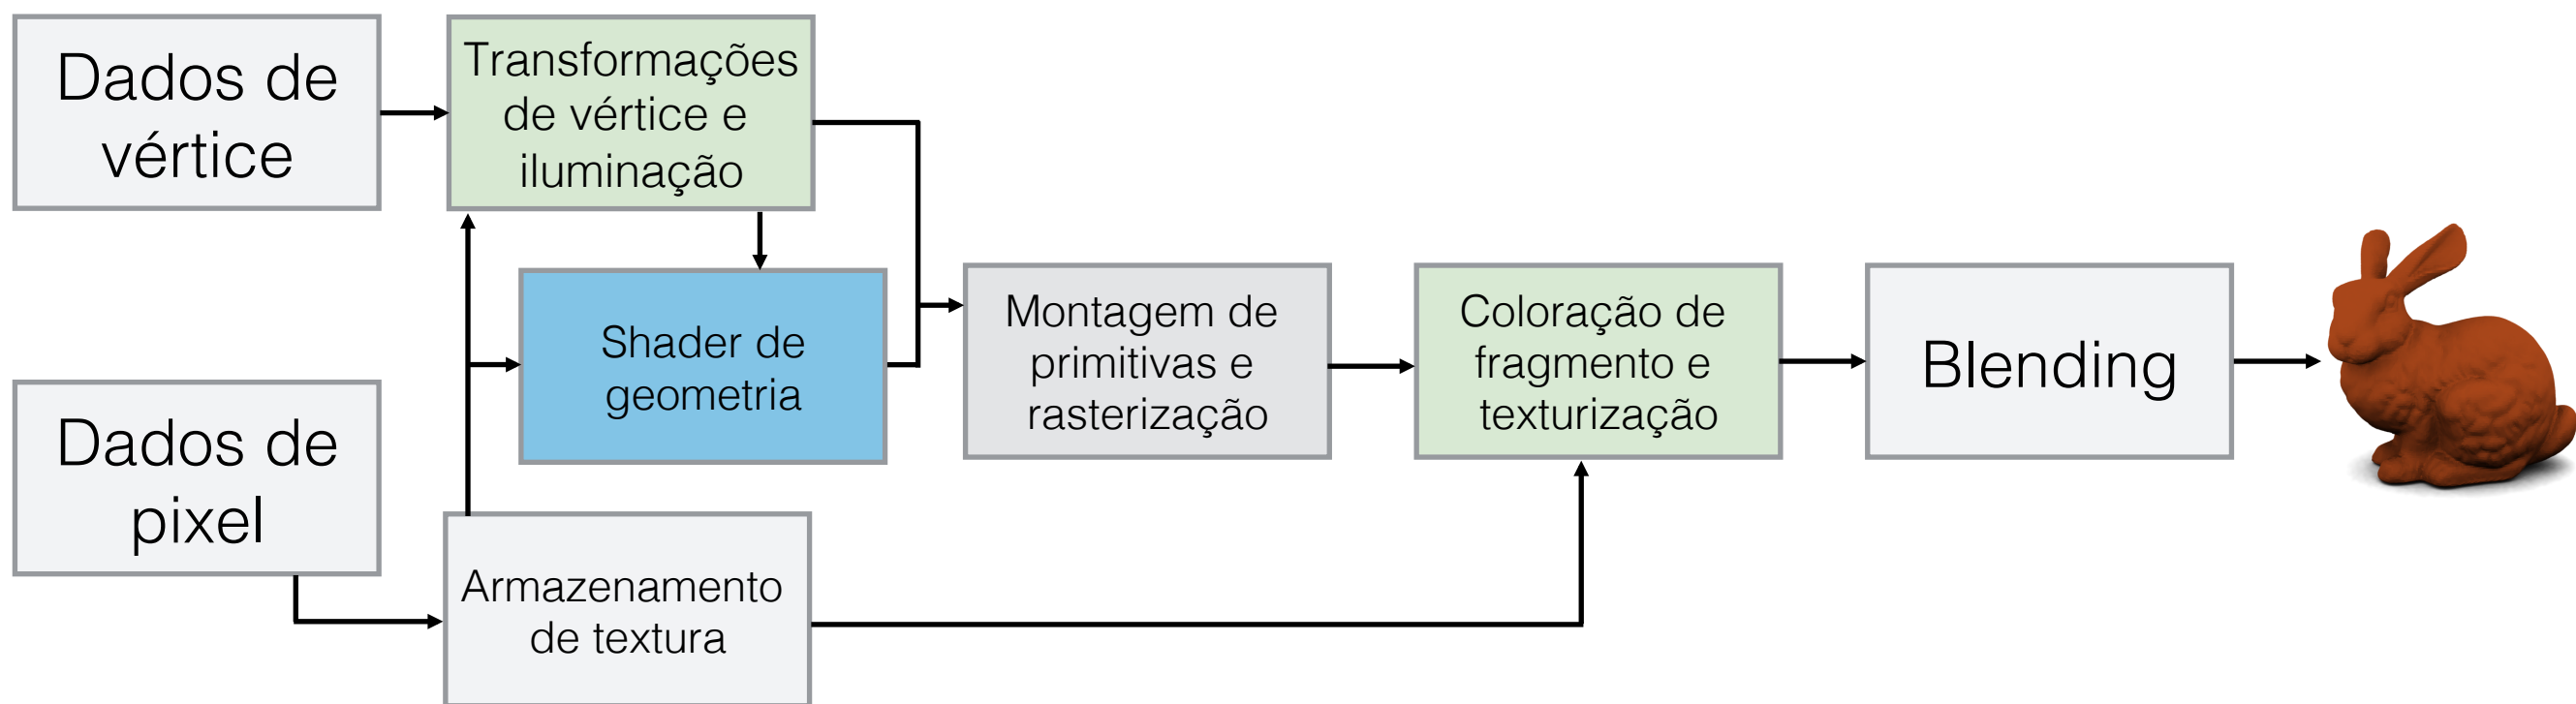 Dados de
vértice
Transformações
de vértice e
iluminação
Shader de
geometria
Montagem de
primitivas e
rasterização
Coloração de
fragmento e
texturização
Blending
Dados de
pixel
Armazenamento
de textura